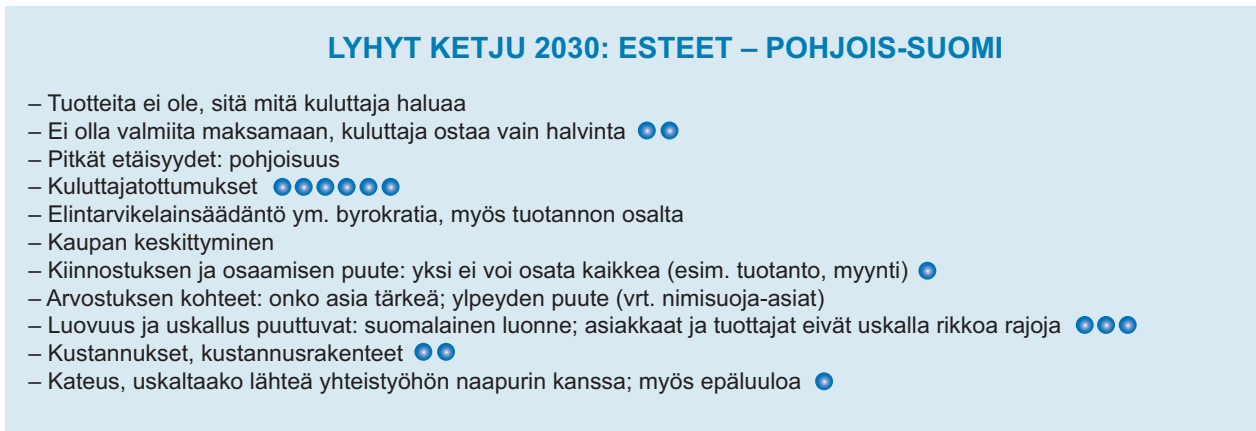 LYHYT KETJU 2030: ESTEET – POHJOIS-SUOMI
– Tuotteita ei ole, sitä mitä kuluttaja haluaa
– Ei olla valmiita maksamaan, kuluttaja ostaa vain halvinta
– Pitkät etäisyydet: pohjoisuus
– Kuluttajatottumukset
– Elintarvikelainsäädäntö ym. byrokratia, myös tuotannon osalta
– Kaupan keskittyminen
– Kiinnostuksen ja osaamisen puute: yksi ei voi osata kaikkea (esim. tuotanto, myynti)
– Arvostuksen kohteet: onko asia tärkeä; ylpeyden puute (vrt. nimisuoja-asiat)
– Luovuus ja uskallus puuttuvat: suomalainen luonne; asiakkaat ja tuottajat eivät uskalla rikkoa rajoja
– Kustannukset, kustannusrakenteet
– Kateus, uskaltaako lähteä yhteistyöhön naapurin kanssa; myös epäluuloa